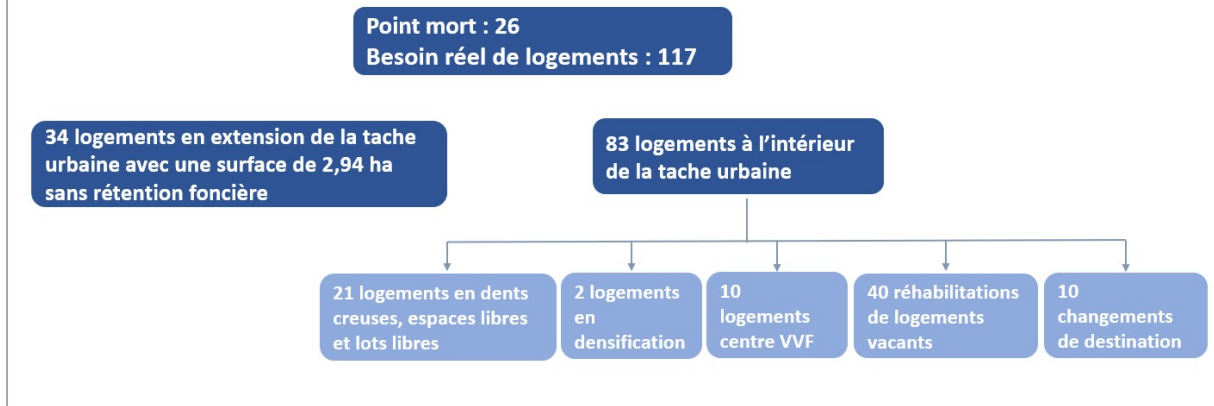 Point mort : 26
Besoin réel de logements : 117
34 logements en extension de la tache
urbaine avec une surface de 2,94 ha
sans rétention foncière
83 logements à l'intérieur
de la tache urbaine
21 logements en dents
creuses, espaces libres
et lots libres
2 logements
en
densification
10
logements
centre VVF
40 réhabilitations
de logements
vacants
10
changements
de destination